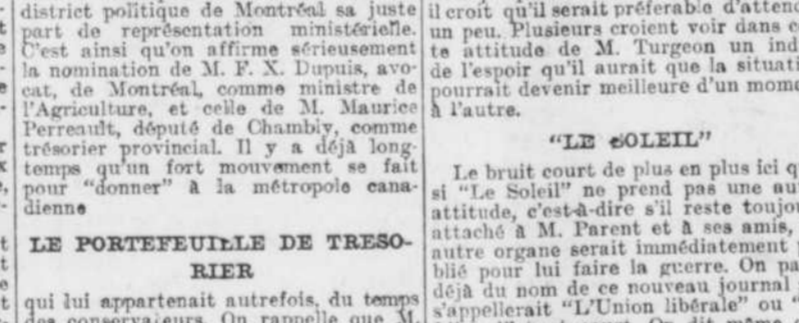 district politique de Montréal sa juste
part de représentation ministérielle.
C'est ainsi qu'on affirme sérieusement
la nomination de M. F. X. Dupuis, avo-
cat, de Montréal, comme ministre de
l'Agriculture, et celle de M. Maurice
Perreault, député de Chambly, comme
trésorier provincial. Il y a déjà long-
temps qu'un fort mouvement se fait
pour "donner" à la métropole cana-
dienne
LE PORTEFEUILLE DE TRESO-
RIER
qui lui appartenait autrefois, du temps
des conservateurs. On rappelle que M.
il croit qu'il serait préférable d'atten
un peu. Plusieurs croient voir dans c
te attitude de M. Turgeon un ind
de l'espoir qu'il aurait que la situati
pourrait devenir meilleure d'un mome
à l'autre.
"LE SOLEIL"
Le bruit court de plus en plus ici q
si "Le Soleil" ne prend pas une au
attitude, c'est-à-dire s'il reste toujou
attaché à M. Parent et à ses amis,
autre organe serait immédiatement
blié pour lui faire la guerre. On pa
déjà du nom de ce nouveau journal
s'appellerait "L'Union libérale" ou "